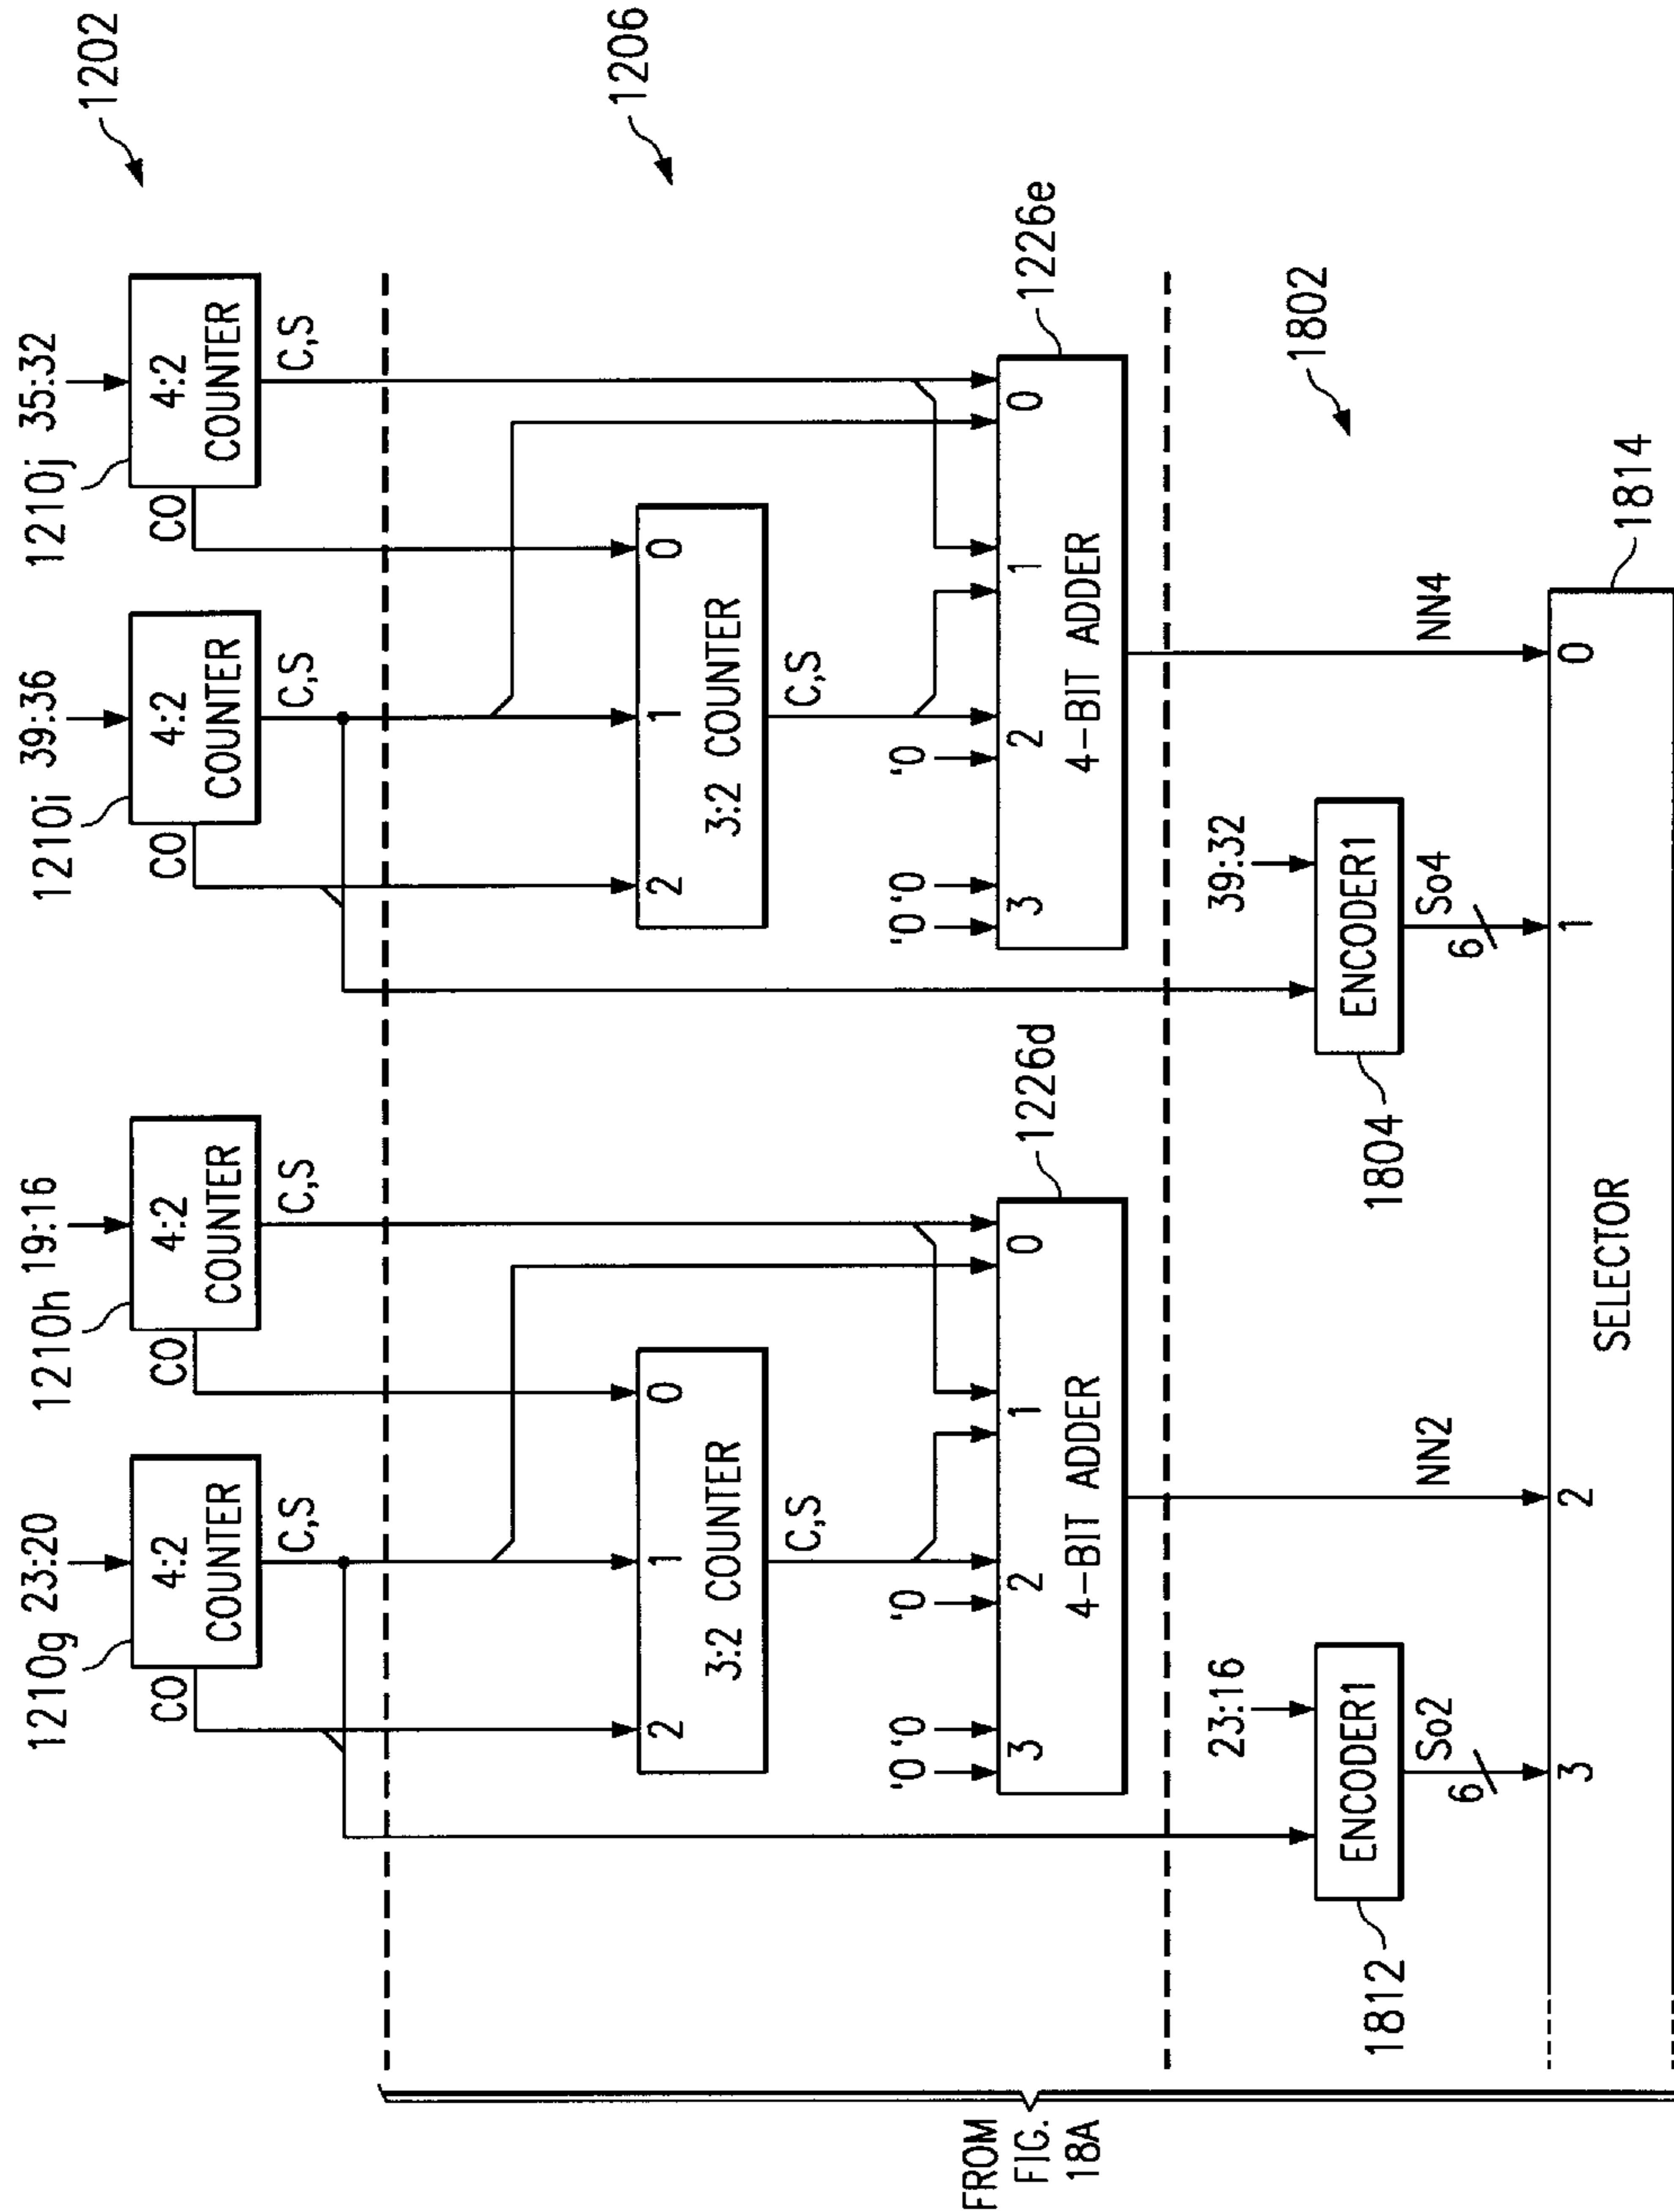 1202
1210g 23:20
1210h 19:16
1210i 39:36
1210j 35:32
4:2
COUNTER
4:2
COUNTER
4:2
COUNTER
4:2
COUNTER
CO
C,S
CO
C,S
CO
C,S
CO
C,S
1206
2
1
0
3:2 COUNTER
2
1
0
3:2 COUNTER
C,S
C,S
'0,0,
'0,
'0,0,
'0,
3
2
1
0
4-BIT ADDER
1226d
3
2
1
0
4-BIT ADDER
1226e
FROM
FIG.
18A
1802
23:16
39:32
ENCODER1
1812
ENCODER1
1804
6
So2
NN2
6
So4
NN4
3
2
1
0
SELECTOR
1814